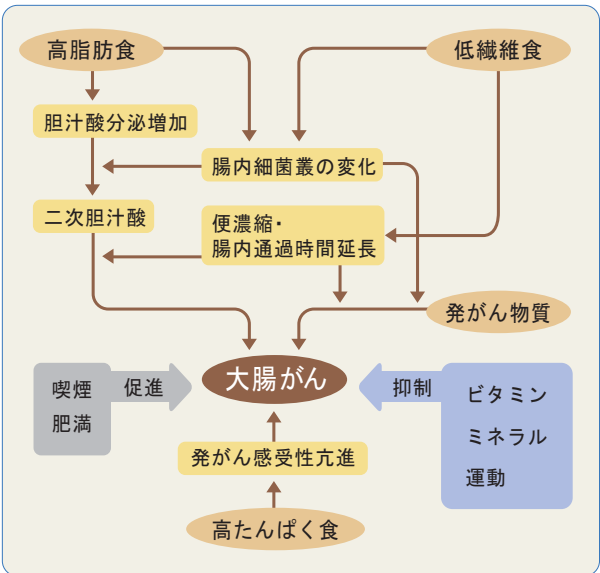 高脂肪食
低繊維食
胆汁酸分泌増加
腸内細菌叢の変化
二次胆汁酸
便濃縮・
腸内通過時間延長
発がん物質
大腸がん
喫煙
肥満
促進
抑制
ビタミン
ミネラル
運動
発がん感受性亢進
高たんぱく食